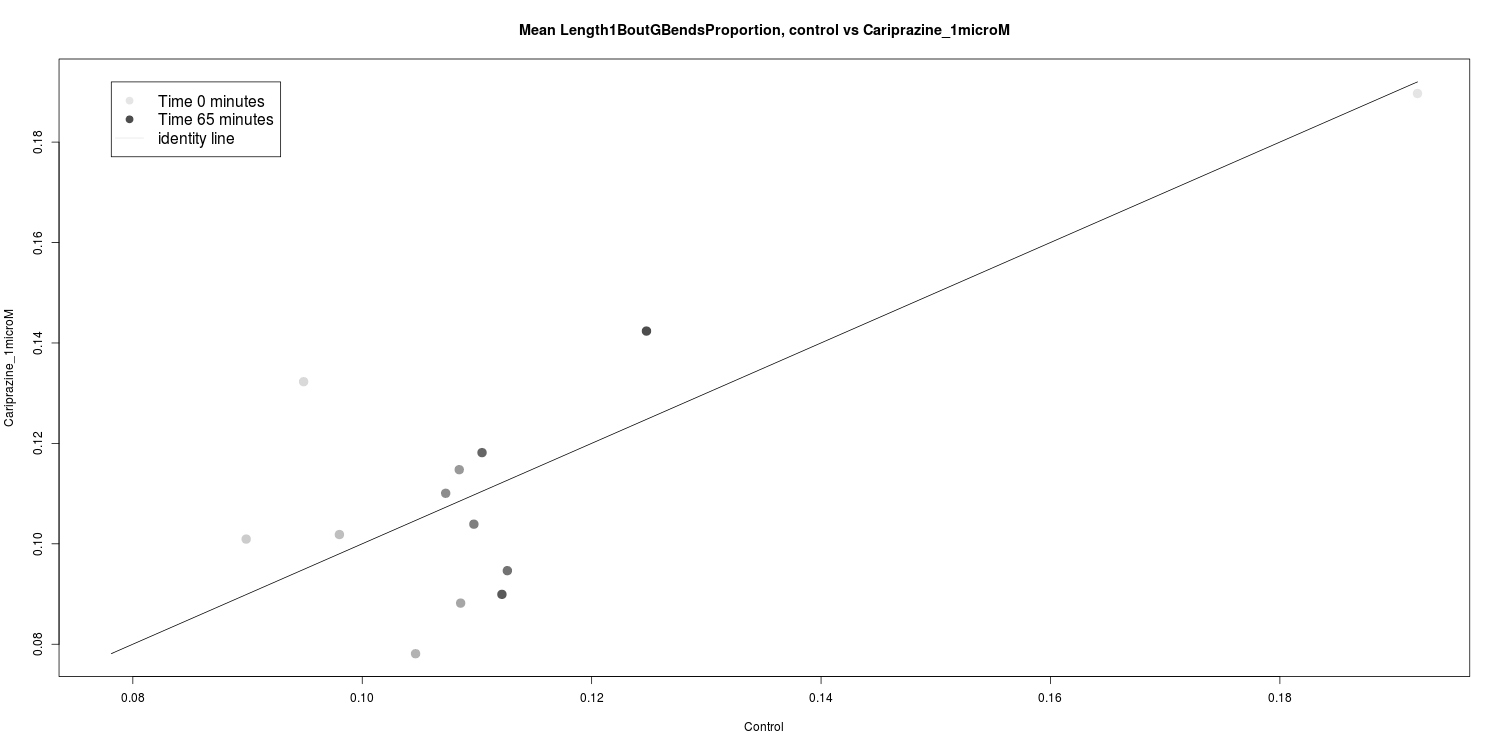 Mean Length1BoutGBendsProportion, control vs Cariprazine_1microM
Time 0 minutes
Time 65 minutes
identity line
Cariprazine_1microM
0.18
0.16
0.14
0.12
0.10
0.08
0.08 0.10 0.12 0.14 0.16 0.18
Control